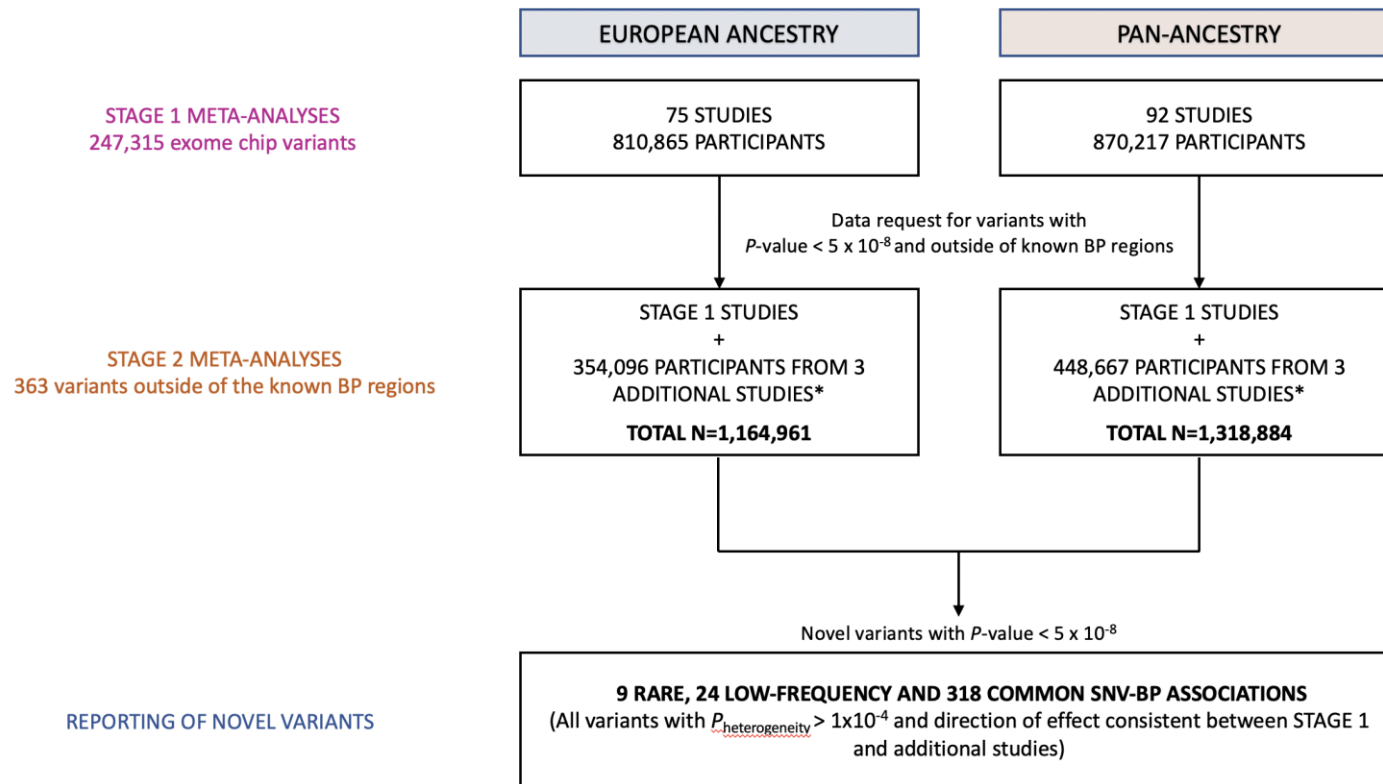 EUROPEAN ANCESTRY
PAN-ANCESTRY
STAGE 1 META-ANALYSES
247,315 exome chip variants
75 STUDIES
810,865 PARTICIPANTS
92 STUDIES
870,217 PARTICIPANTS
Data request for variants with
P-value < 5 x 10⁻⁸ and outside of known BP regions
STAGE 2 META-ANALYSES
363 variants outside of the known BP regions
STAGE 1 STUDIES
+
354,096 PARTICIPANTS FROM 3
ADDITIONAL STUDIES*
TOTAL N=1,164,961
STAGE 1 STUDIES
+
448,667 PARTICIPANTS FROM 3
ADDITIONAL STUDIES*
TOTAL N=1,318,884
Novel variants with P-value < 5 x 10⁻⁸
REPORTING OF NOVEL VARIANTS
9 RARE, 24 LOW-FREQUENCY AND 318 COMMON SNV-BP ASSOCIATIONS
(All variants with P heterogeneity > 1x10⁻⁴ and direction of effect consistent between STAGE 1
and additional studies)